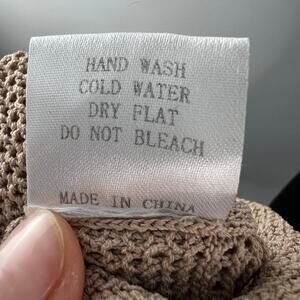 HAND WASH
COLD WATER
DRY FLAT
DO NOT BLEACH
MADE IN CHINA